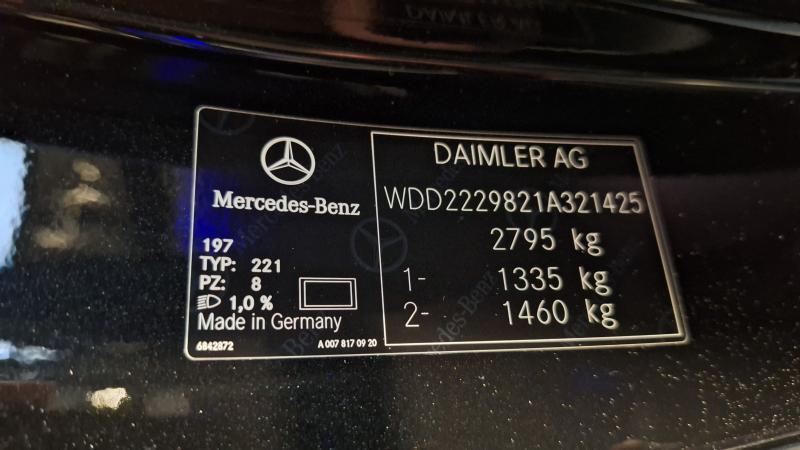 Mercedes-Benz
197
TYP: 221
PZ: 8
1,0 %
Made in Germany
6842872
A 007 817 09 20
DAIMLER AG
WDD2229821A321425
2795 kg
1- 1335 kg
2- 1460 kg